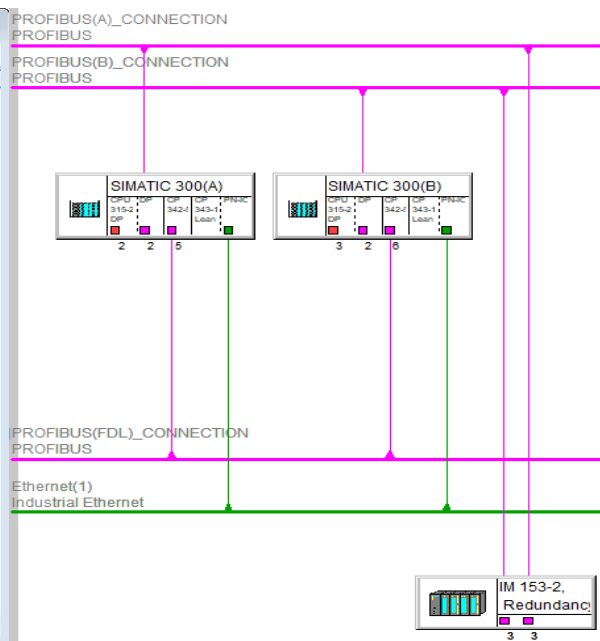 PROFIBUS(A)_CONNECTION
PROFIBUS
PROFIBUS(B)_CONNECTION
PROFIBUS
SIMATIC 300(A)
CPU DP CP CP PN-IO
315-2 342-5 343-1
DP Lean
2 2 5
SIMATIC 300(B)
CPU DP CP CP PN-IO
315-2 342-5 343-1
DP Lean
3 2 6
PROFIBUS(FDL)_CONNECTION
PROFIBUS
Ethernet(1)
Industrial Ethernet
IM 153-2,
Redundancy
3 3